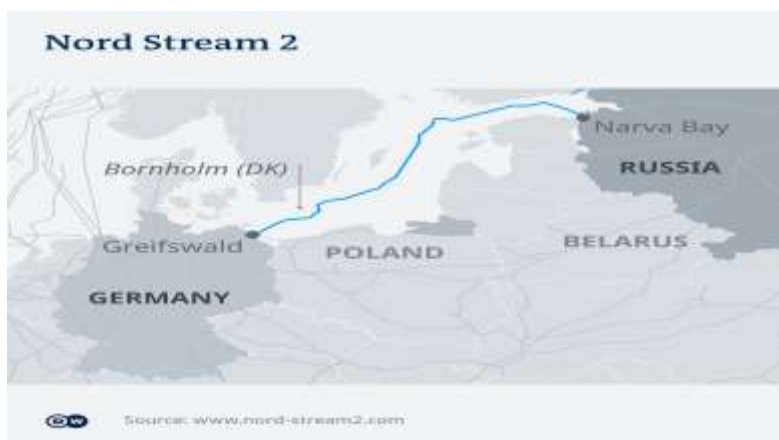 Nord Stream 2
Narva Bay
Bornholm (DK)
RUSSIA
Greifswald
POLAND
BELARUS
GERMANY
DW Source: www.nord-stream2.com